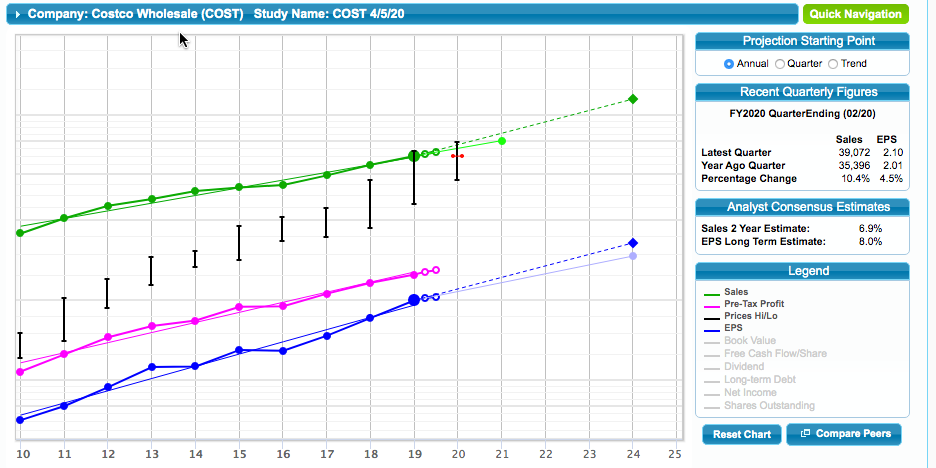 Company: Costco Wholesale (COST) Study Name: COST 4/5/20
Quick Navigation
Projection Starting Point
Annual Quarter Trend
Recent Quarterly Figures
FY2020 QuarterEnding (02/20)
Sales EPS
Latest Quarter 39,072 2.10
Year Ago Quarter 35,396 2.01
Percentage Change 10.4% 4.5%
Analyst Consensus Estimates
Sales 2 Year Estimate: 6.9%
EPS Long Term Estimate: 8.0%
Legend
Sales
Pre-Tax Profit
Prices Hi/Lo
EPS
Book Value
Free Cash Flow/Share
Dividend
Long-term Debt
Net Income
Shares Outstanding
Reset Chart Compare Peers
10 11 12 13 14 15 16 17 18 19 20 21 22 23 24 25